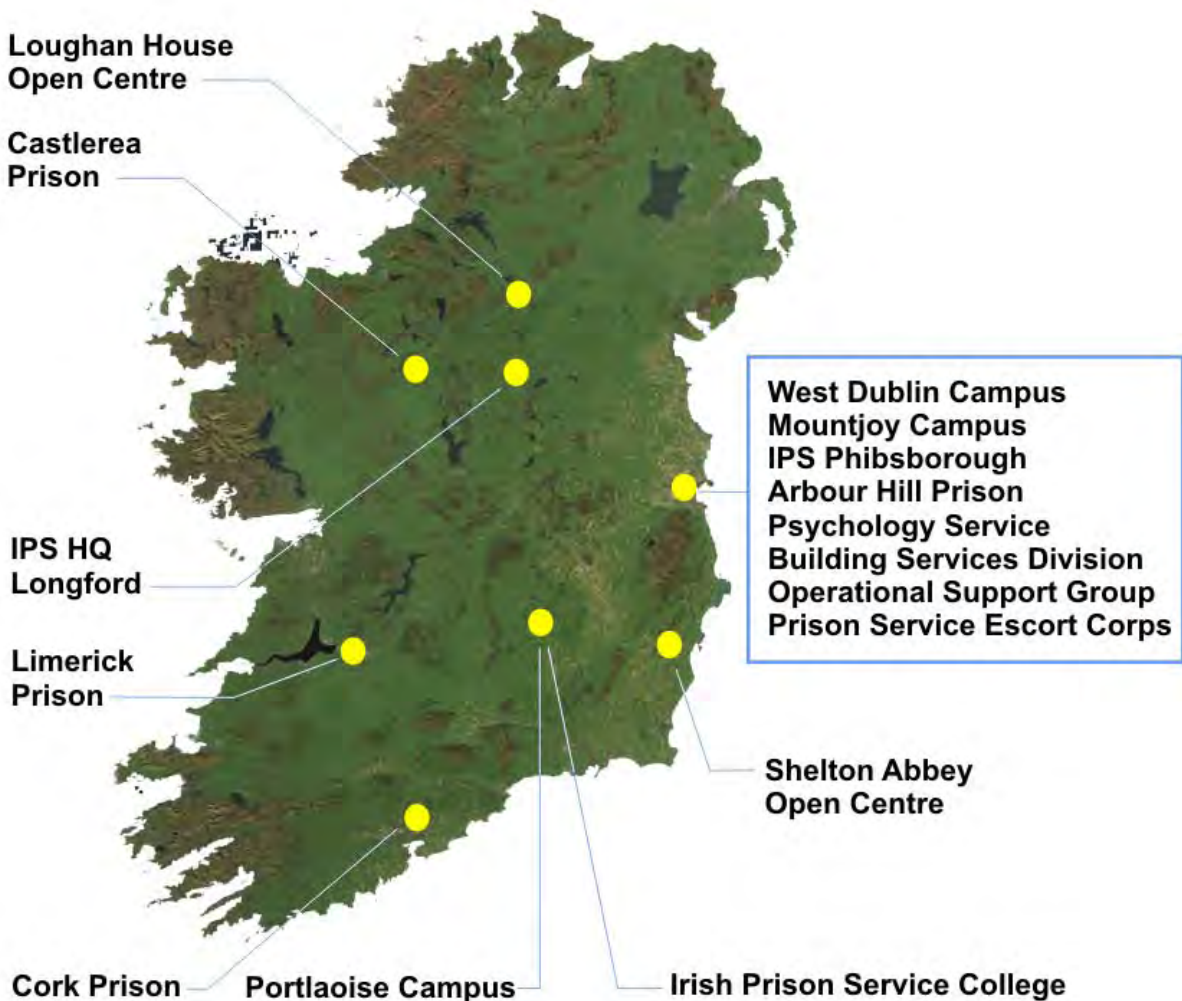 Loughan House
Open Centre
Castlerea
Prison
West Dublin Campus
Mountjoy Campus
IPS Phibsborough
Arbour Hill Prison
Psychology Service
Building Services Division
Operational Support Group
Prison Service Escort Corps
IPS HQ
Longford
Limerick
Prison
Shelton Abbey
Open Centre
Cork Prison
Portlaoise Campus
Irish Prison Service College